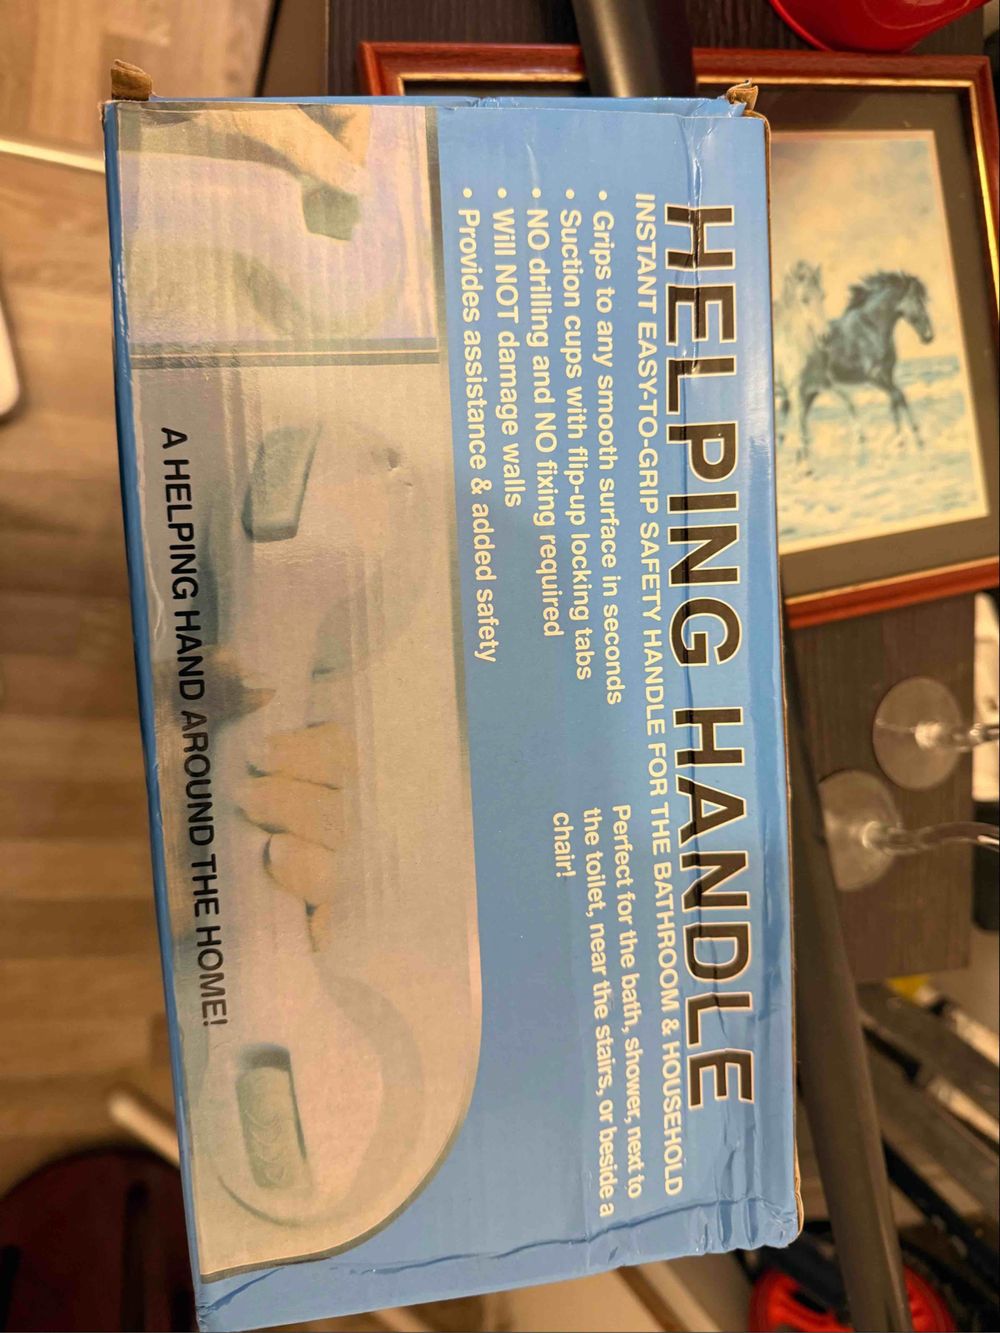 HELPING HANDLE
INSTANT EASY-TO-GRIP SAFETY HANDLE FOR THE BATHROOM & HOUSEHOLD
• Grips to any smooth surface in seconds
• Suction cups with flip-up locking tabs
• NO drilling and NO fixing required
• Will NOT damage walls
• Provides assistance & added safety
Perfect for the bath, shower, next to
the toilet, near the stairs, or beside a
chair!
A HELPING HAND AROUND THE HOME!